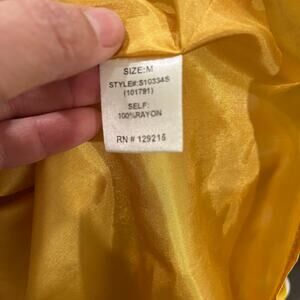 SIZE:M
STYLE#:S10334S
(101791)
SELF:
100%RAYON
RN # 129215